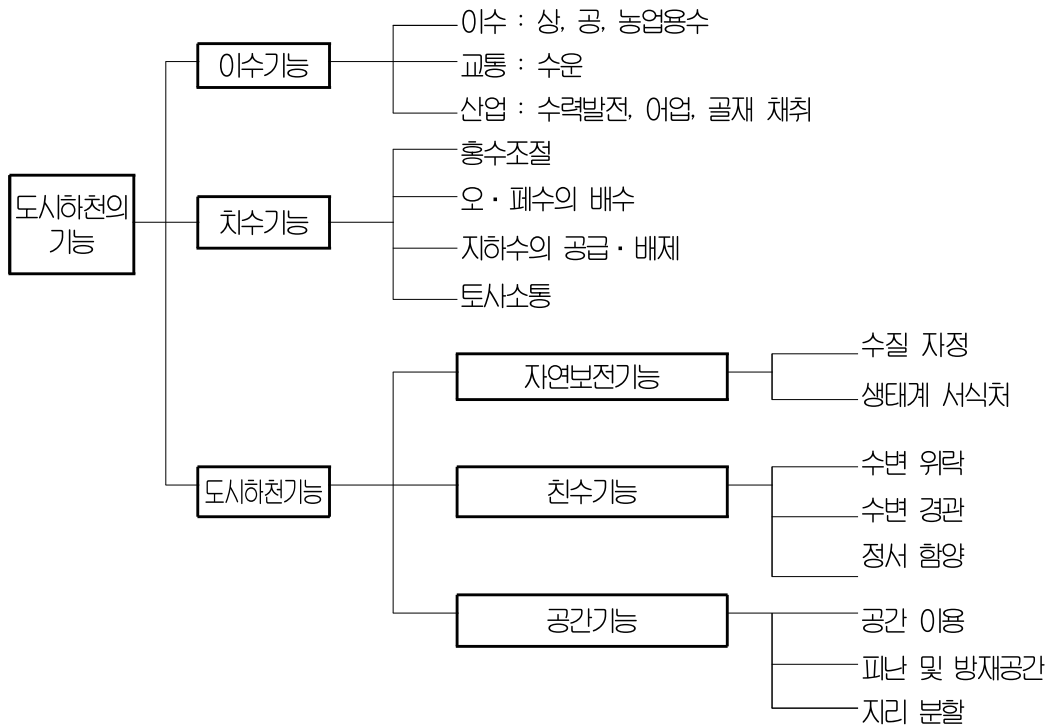 도시하천의
기능
이수기능
이수 : 상, 공, 농업용수
교통 : 수운
산업 : 수력발전, 어업, 골재 채취
치수기능
홍수조절
오·폐수의 배수
지하수의 공급·배제
토사소통
도시하천기능
자연보전기능
수질 자정
생태계 서식처
친수기능
수변 위락
수변 경관
정서 함양
공간기능
공간 이용
피난 및 방재공간
지리 분할